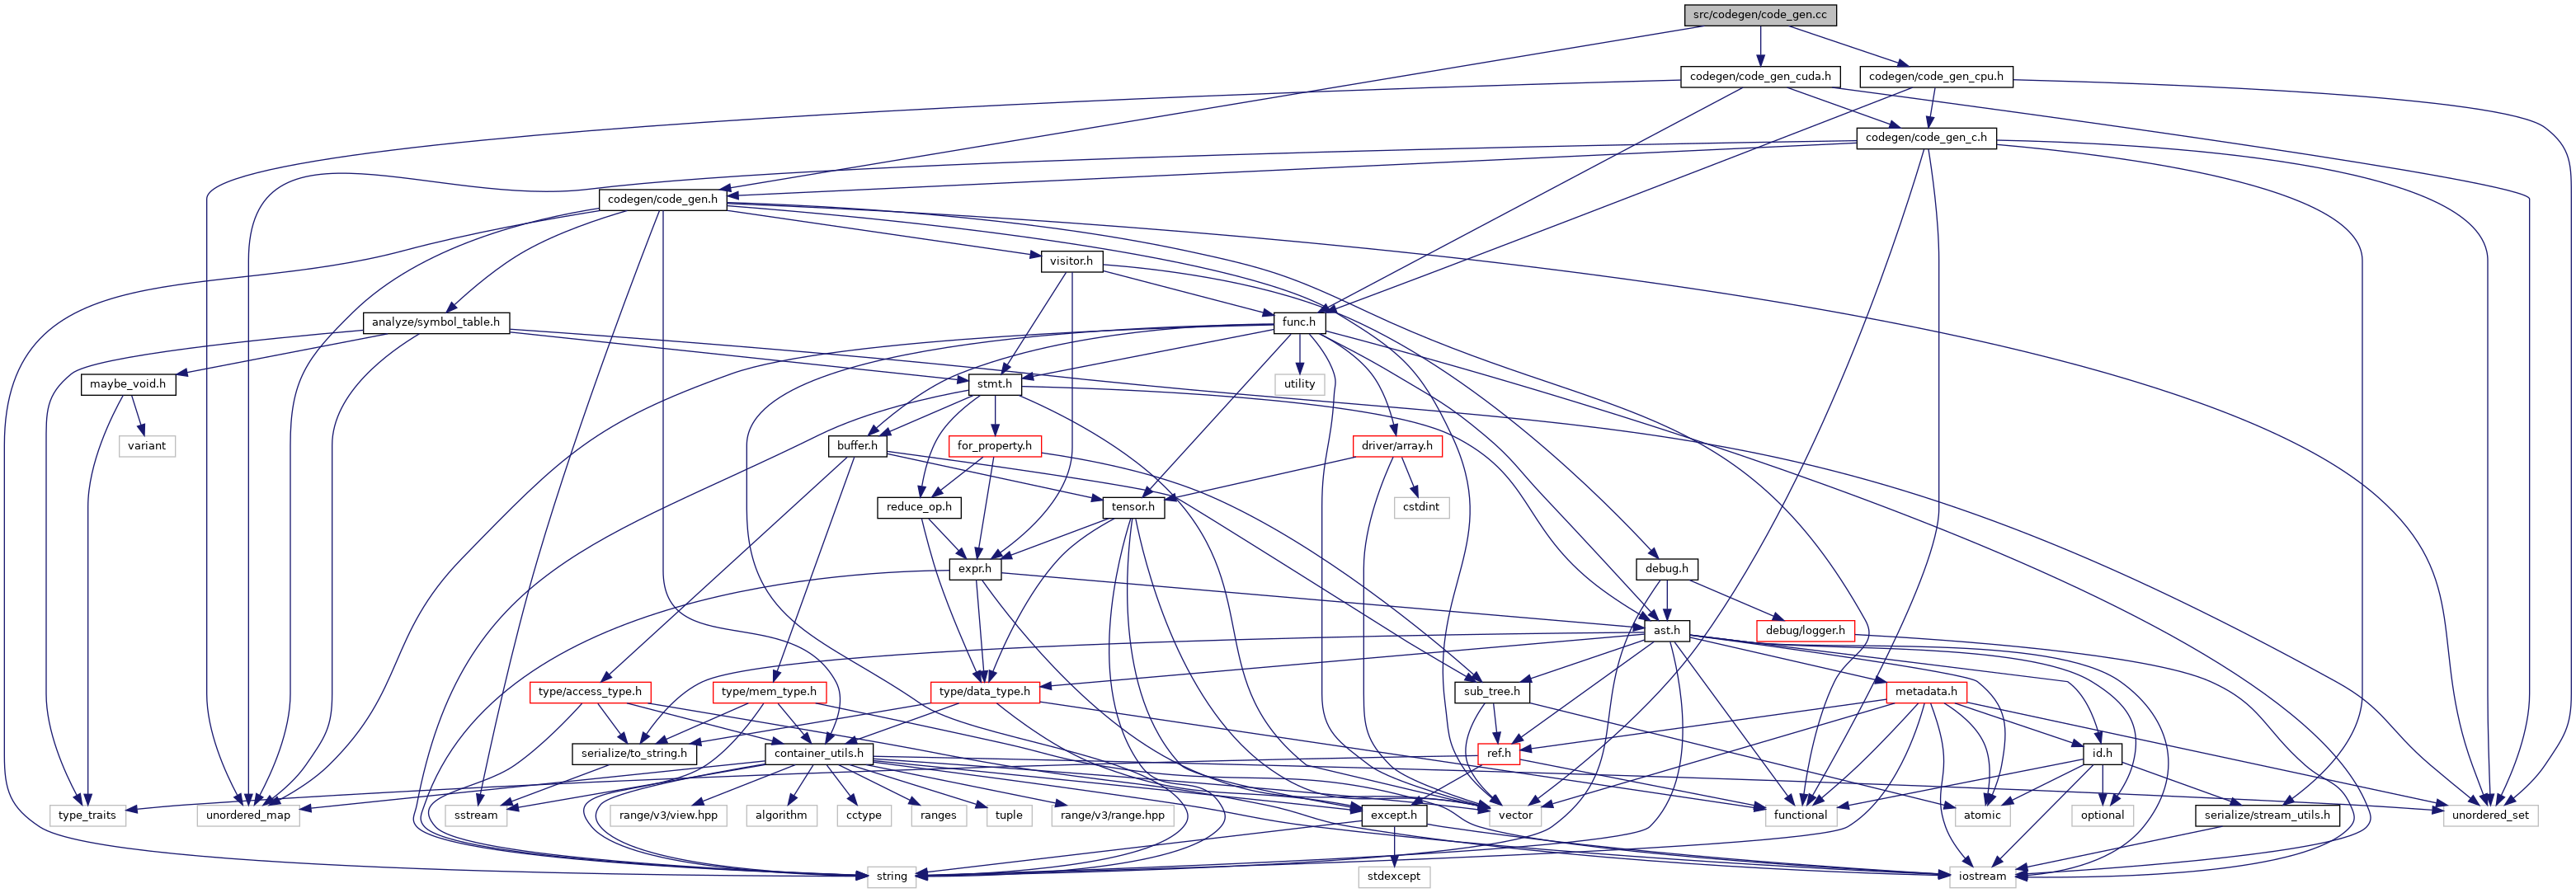 src/codegen/code_gen.cc
codegen/code_gen_cuda.h
codegen/code_gen_cpu.h
codegen/code_gen_c.h
codegen/code_gen.h
visitor.h
analyze/symbol_table.h
func.h
maybe_void.h
stmt.h
utility
variant
buffer.h
for_property.h
driver/array.h
reduce_op.h
tensor.h
cstdint
expr.h
debug.h
ast.h
debug/logger.h
type/access_type.h
type/mem_type.h
type/data_type.h
sub_tree.h
metadata.h
serialize/to_string.h
container_utils.h
ref.h
id.h
type_traits
unordered_map
sstream
range/v3/view.hpp
algorithm
cctype
ranges
tuple
range/v3/range.hpp
except.h
vector
functional
atomic
optional
serialize/stream_utils.h
unordered_set
string
stdexcept
iostream